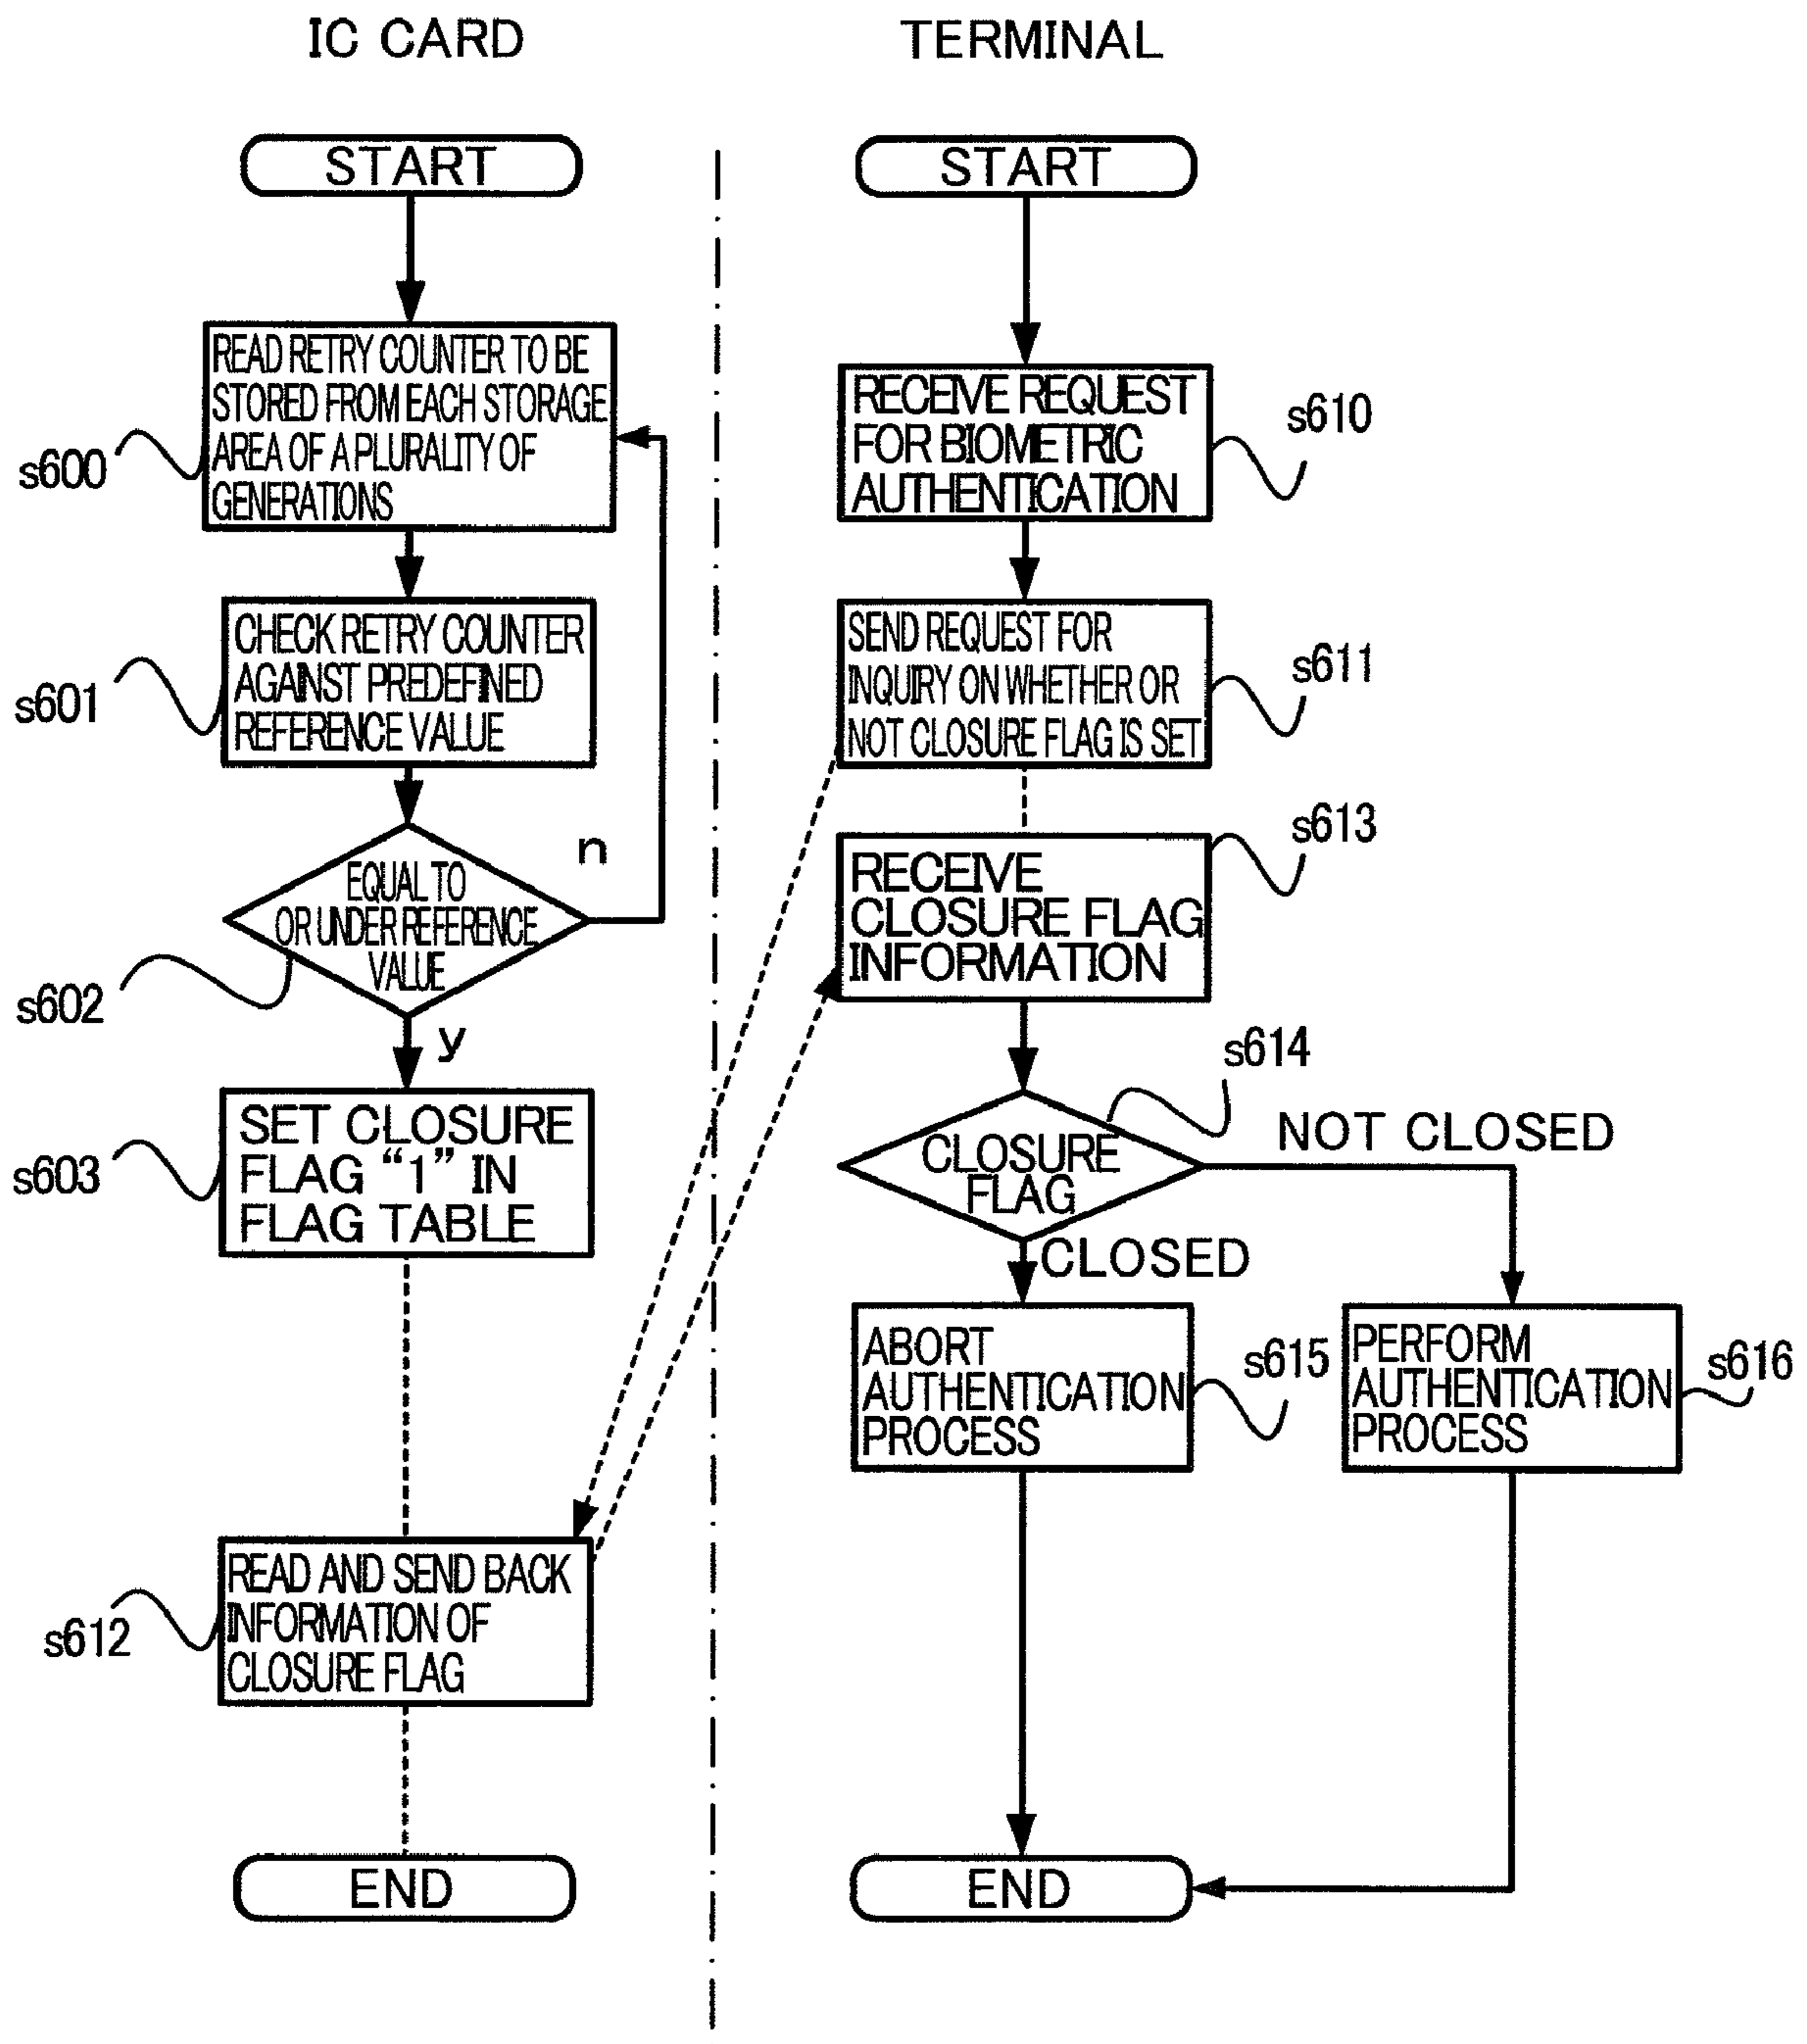 IC CARD
START
READ RETRY COUNTER TO BE
STORED FROM EACH STORAGE
AREA OF A PLURALITY OF
GENERATIONS
s600
CHECK RETRY COUNTER
AGAINST PREDEFINED
REFERENCE VALUE
s601
EQUAL TO
OR UNDER REFERENCE
VALUE
n
s602
y
SET CLOSURE
FLAG “1” IN
FLAG TABLE
s603
READ AND SEND BACK
INFORMATION OF
CLOSURE FLAG
s612
END
TERMINAL
START
RECEIVE REQUEST
FOR BIOMETRIC
AUTHENTICATION
s610
SEND REQUEST FOR
INQUIRY ON WHETHER OR
NOT CLOSURE FLAG IS SET
s611
RECEIVE
CLOSURE FLAG
INFORMATION
s613
CLOSURE
FLAG
s614
NOT CLOSED
CLOSED
ABORT
AUTHENTICATION
PROCESS
s615
PERFORM
AUTHENTICATION
PROCESS
s616
END